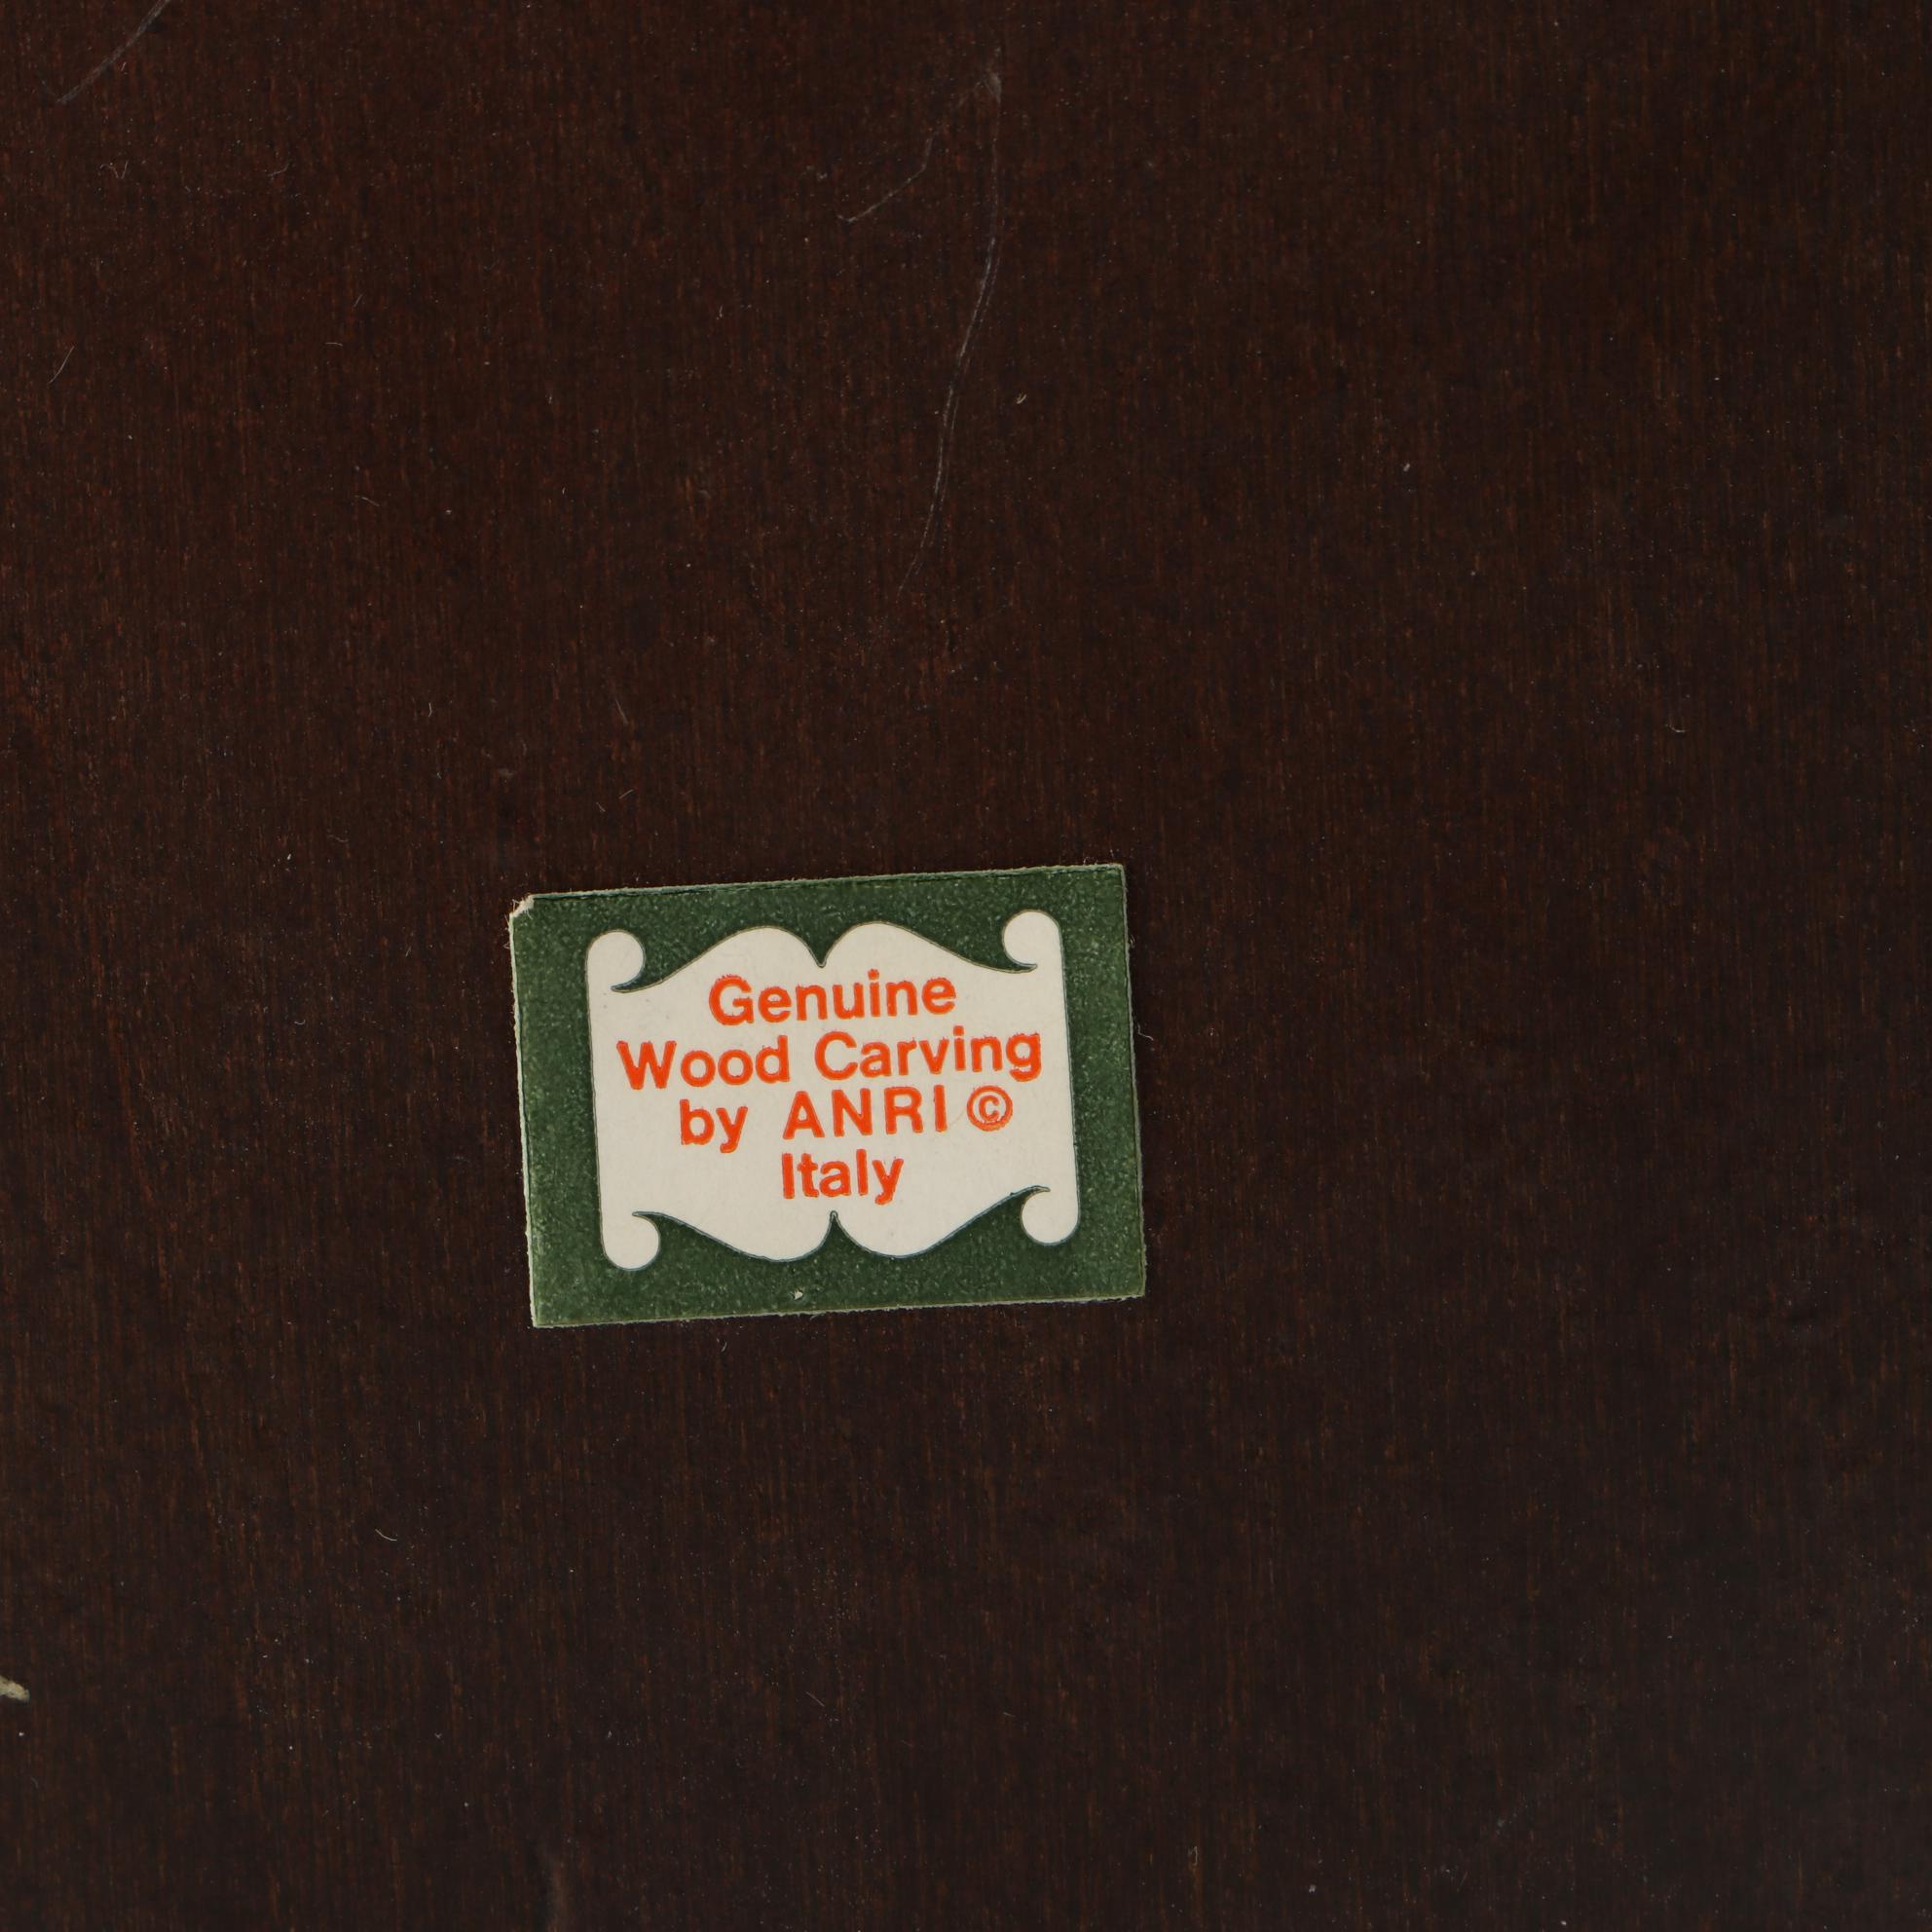 Genuine
Wood Carving
by ANRI ©
Italy